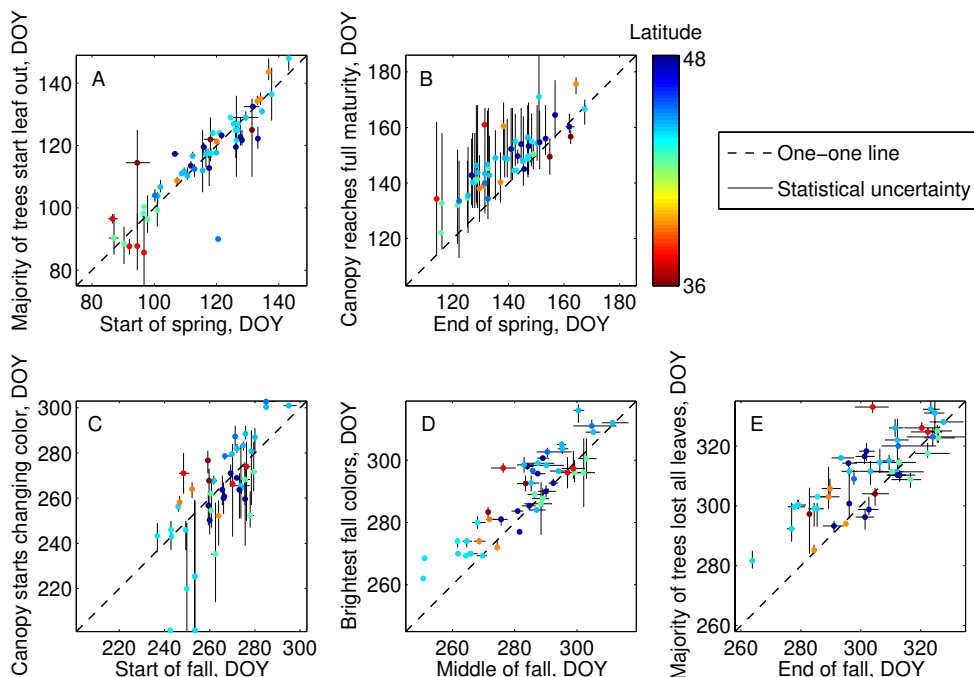 Majority of trees start leaf out, DOY
A
140
120
100
80
80 100 120 140
Start of spring, DOY
Canopy reaches full maturity, DOY
B
180
160
140
120
120 140 160 180
End of spring, DOY
Latitude
48
36
One−one line
Statistical uncertainty
Canopy starts changing color, DOY
C
300
280
260
240
220
220 240 260 280 300
Start of fall, DOY
Brightest fall colors, DOY
D
300
280
260
260 280 300
Middle of fall, DOY
Majority of trees lost all leaves, DOY
E
320
300
280
260
260 280 300 320
End of fall, DOY